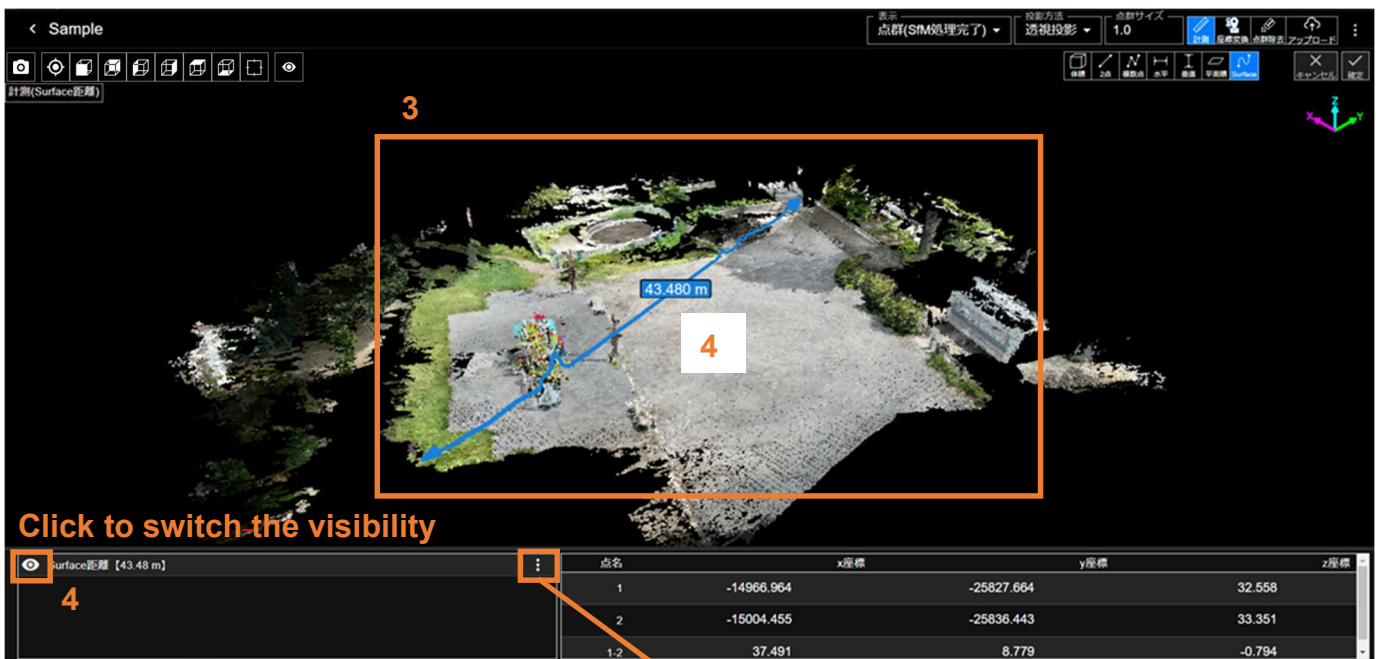 Sample
表示
点群(SfM処理完了)
投影方法
透視投影
点群サイズ
1.0
計測
座標変換
点群除去
アップロード
体積
2点
複数点
水平
垂直
平面積
Surface
キャンセル
確定
計測(Surface距離)
Z
X
Y
3
43.480 m
4
Click to switch the visibility
Surface距離【43.48 m】
4
点名 x座標 y座標 z座標
1 -14966.964 -25827.664 32.558
2 -15004.455 -25836.443 33.351
1-2 37.491 8.779 -0.794